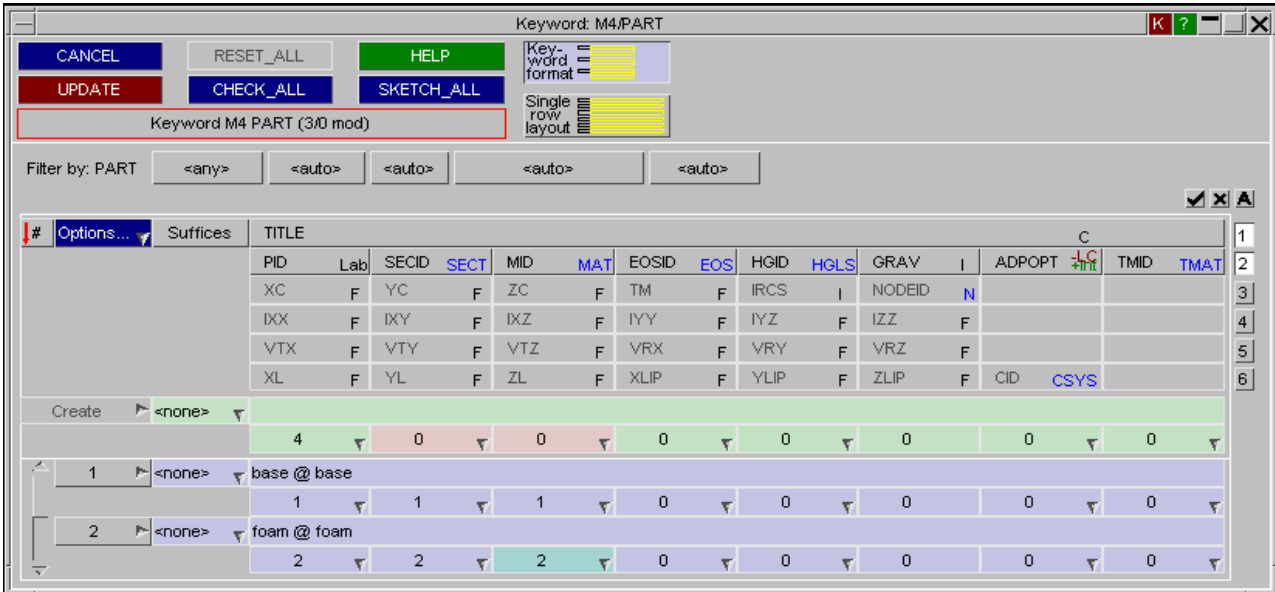 Keyword: M4/PART K ?
CANCEL RESET_ALL HELP Key-word format
UPDATE CHECK_ALL SKETCH_ALL Single row layout
Keyword M4 PART (3/0 mod)
Filter by: PART <any> <auto> <auto> <auto> <auto>
A
# Options... Suffices TITLE C 1
PID Lab SECID SECT MID MAT EOSID EOS HGID HGLS GRAV I ADPOPT -LC +Int TMID TMAT 2
XC F YC F ZC F TM F IRCS I NODEID N 3
IXX F IXY F IXZ F IYY F IYZ F IZZ F 4
VTX F VTY F VTZ F VRX F VRY F VRZ F 5
XL F YL F ZL F XLIP F YLIP F ZLIP F CID CSYS 6
Create <none>
4 0 0 0 0 0 0 0
1 <none> base @ base
1 1 1 0 0 0 0 0
2 <none> foam @ foam
2 2 2 0 0 0 0 0